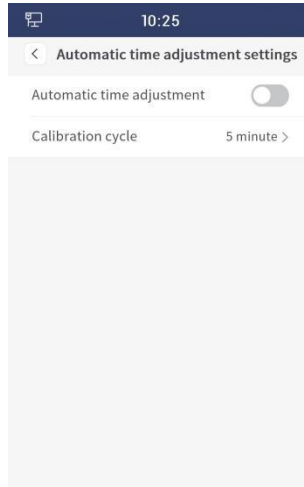 10:25
Automatic time adjustment settings
Automatic time adjustment
Calibration cycle 5 minute >